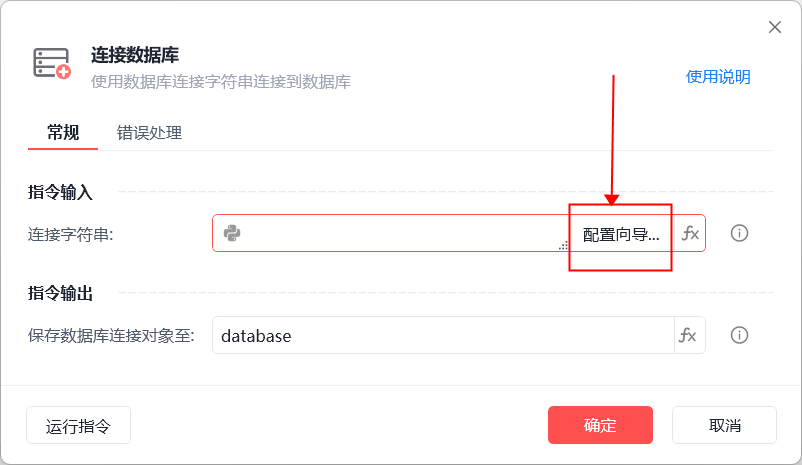 连接数据库
使用数据库连接字符串连接到数据库
使用说明
常规 错误处理
指令输入
连接字符串: 配置向导... fx
指令输出
保存数据库连接对象至: database fx
运行指令 确定 取消